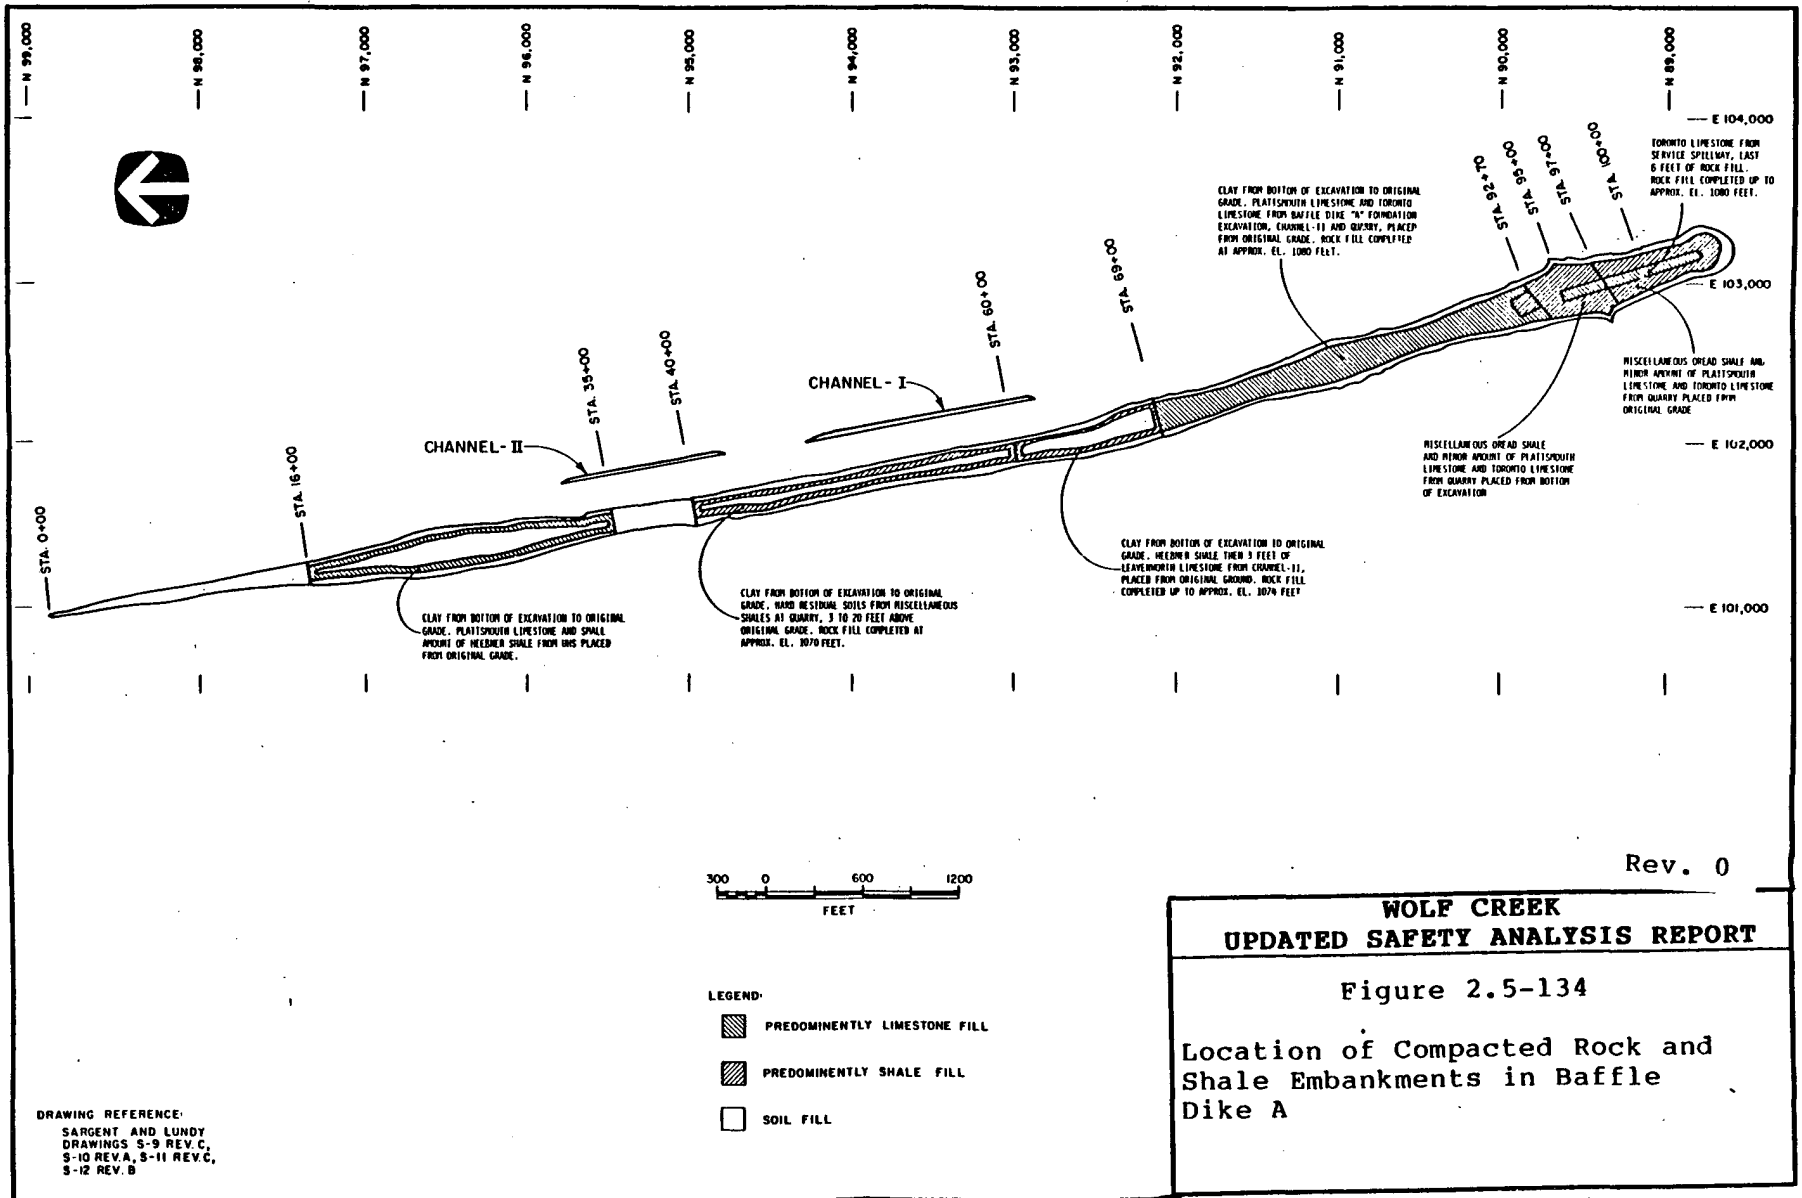 N 99,000
N 98,000
N 97,000
N 96,000
N 95,000
N 94,000
N 93,000
N 92,000
N 91,000
N 90,000
N 89,000
E 104,000
E 103,000
E 102,000
E 101,000
STA. 0+00
STA. 16+00
STA. 35+00
STA. 40+00
STA. 60+00
STA. 69+00
STA. 92+70
STA. 95+00
STA. 97+00
STA. 100+00
CHANNEL-II
CHANNEL-I
CLAY FROM BOTTOM OF EXCAVATION TO ORIGINAL
GRADE. PLATTSMOUTH LIMESTONE AND TORONTO
LIMESTONE FROM BAFFLE DIKE "A" FOUNDATION
EXCAVATION, CHANNEL-II AND QUARRY, PLACED
FROM ORIGINAL GRADE. ROCK FILL COMPLETED
AT APPROX. EL. 1080 FEET.
TORONTO LIMESTONE FROM
SERVICE SPILLWAY, LAST
6 FEET OF ROCK FILL.
ROCK FILL COMPLETED UP TO
APPROX. EL. 1080 FEET.
MISCELLANEOUS OREAD SHALE AND
MINOR AMOUNT OF PLATTSMOUTH
LIMESTONE AND TORONTO LIMESTONE
FROM QUARRY PLACED FROM
ORIGINAL GRADE
MISCELLANEOUS OREAD SHALE
AND MINOR AMOUNT OF PLATTSMOUTH
LIMESTONE AND TORONTO LIMESTONE
FROM QUARRY PLACED FROM BOTTOM
OF EXCAVATION
CLAY FROM BOTTOM OF EXCAVATION TO ORIGINAL
GRADE. HEEBNER SHALE THEN 3 FEET OF
LEAVENWORTH LIMESTONE FROM CHANNEL-II,
PLACED FROM ORIGINAL GROUND. ROCK FILL
COMPLETED UP TO APPROX. EL. 1074 FEET
CLAY FROM BOTTOM OF EXCAVATION TO ORIGINAL
GRADE. HARD RESIDUAL SOILS FROM MISCELLANEOUS
SHALES AT QUARRY, 3 TO 20 FEET ABOVE
ORIGINAL GRADE. ROCK FILL COMPLETED AT
APPROX. EL. 1070 FEET.
CLAY FROM BOTTOM OF EXCAVATION TO ORIGINAL
GRADE. PLATTSMOUTH LIMESTONE AND SMALL
AMOUNT OF HEEBNER SHALE FROM UHS PLACED
FROM ORIGINAL GRADE.
300 0 600 1200
FEET
LEGEND:
PREDOMINENTLY LIMESTONE FILL
PREDOMINENTLY SHALE FILL
SOIL FILL
DRAWING REFERENCE:
SARGENT AND LUNDY
DRAWINGS S-9 REV. C,
S-10 REV. A, S-11 REV. C,
S-12 REV. B
Rev. 0
WOLF CREEK
UPDATED SAFETY ANALYSIS REPORT
Figure 2.5-134
Location of Compacted Rock and
Shale Embankments in Baffle
Dike A